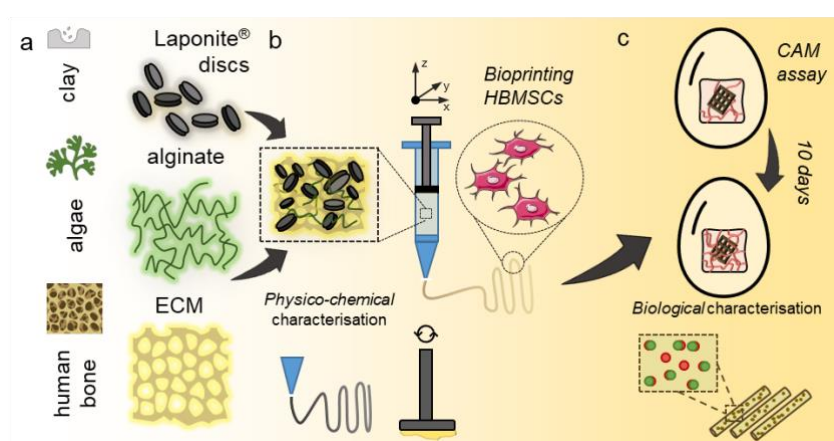 a
clay
Laponite® discs
algae
alginate
human bone
ECM
b
z
y
x
Bioprinting
HBMSCs
Physico-chemical
characterisation
c
CAM
assay
10 days
Biological characterisation